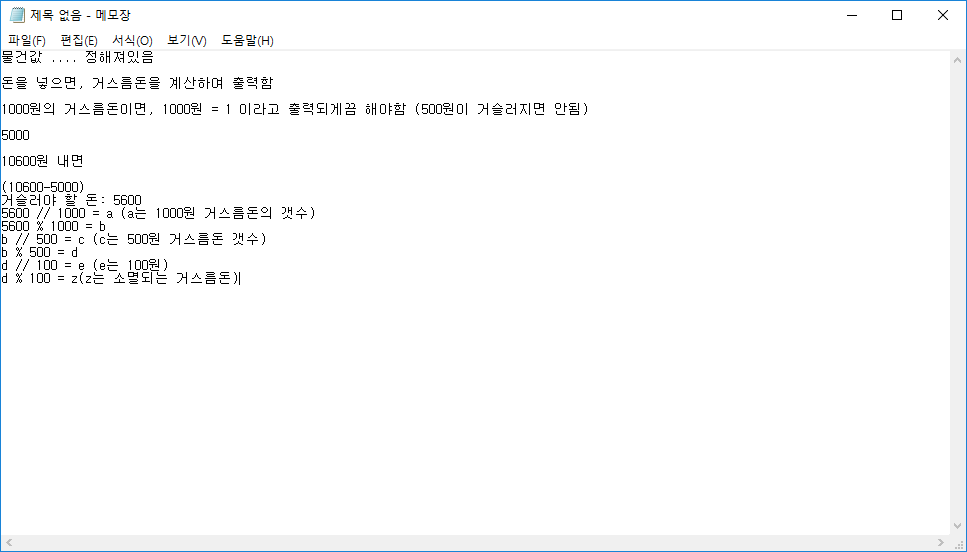 제목 없음 - 메모장
파일(F) 편집(E) 서식(O) 보기(V) 도움말(H)
물건값 .... 정해져있음
돈을 넣으면, 거스름돈을 계산하여 출력함
1000원의 거스름돈이면, 1000원 = 1 이라고 출력되게끔 해야함 (500원이 거슬러지면 안됨)
5000
10600원 내면
(10600-5000)
거슬러야 할 돈: 5600
5600 // 1000 = a (a는 1000원 거스름돈의 갯수)
5600 % 1000 = b
b // 500 = c (c는 500원 거스름돈 갯수)
b % 500 = d
d // 100 = e (e는 100원)
d % 100 = z(z는 소멸되는 거스름돈)